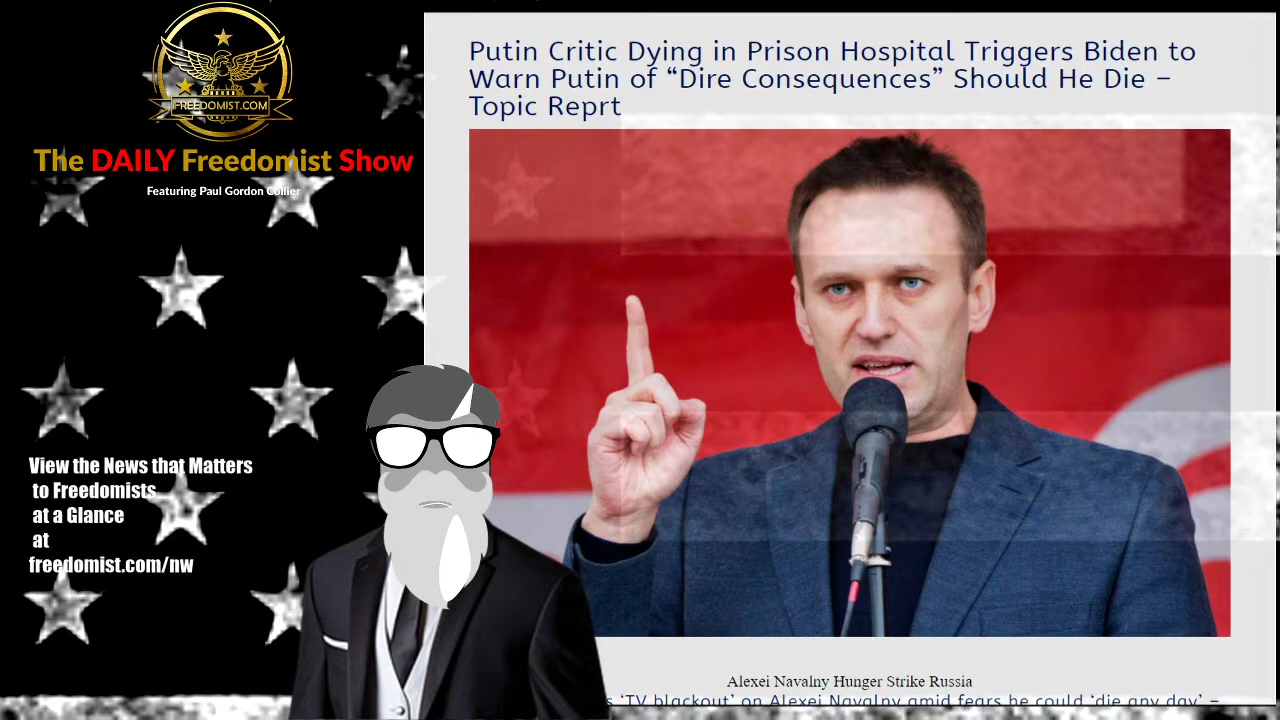 FREEDOMIST.COM
The DAILY Freedomist Show
Featuring Paul Gordon Collier
View the News that Matters
to Freedomists
at a Glance
at
freedomist.com/nw
Putin Critic Dying in Prison Hospital Triggers Biden to
Warn Putin of “Dire Consequences” Should He Die –
Topic Reprt
Alexei Navalny Hunger Strike Russia
‘TV blackout’ on Alexei Navalny amid fears he could ‘die any day’ –